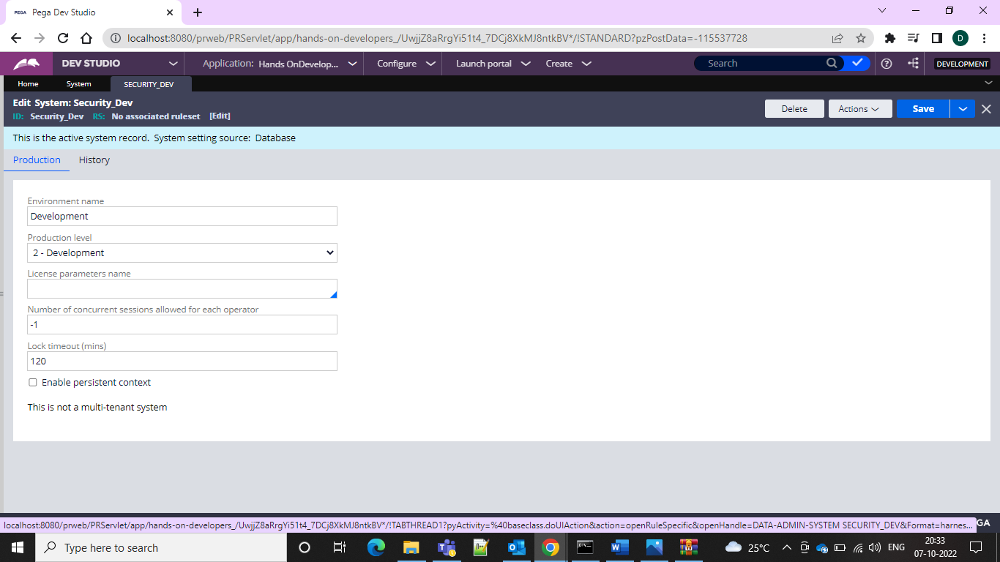 PEGA Pega Dev Studio
localhost:8080/prweb/PRServlet/app/hands-on-developers_/UwjjZ8aRrgYi51t4_7DCj8XkMJ8ntkBV*/!STANDARD?pzPostData=-115537728
D
DEV STUDIO Application: Hands OnDevelop... Configure Launch portal Create Search DEVELOPMENT
Home System SECURITY_DEV
Edit System: Security_Dev
ID: Security_Dev RS: No associated ruleset [Edit]
Delete Actions Save
This is the active system record. System setting source: Database
Production History
Environment name
Development
Production level
2 - Development
License parameters name
Number of concurrent sessions allowed for each operator
-1
Lock timeout (mins)
120
Enable persistent context
This is not a multi-tenant system
localhost:8080/prweb/PRServlet/app/hands-on-developers_/UwjjZ8aRrgYi51t4_7DCj8XkMJ8ntkBV*/!TABTHREAD1?pyActivity=%40baseclass.doUIAction&action=openRuleSpecific&openHandle=DATA-ADMIN-SYSTEM SECURITY_DEV&Format=harnes... GA
Type here to search 25°C ENG 20:33
07-10-2022